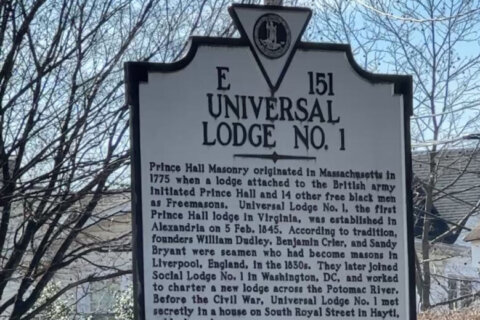 E 151
UNIVERSAL
LODGE NO. 1
Prince Hall Masonry originated in Massachusetts in
1775 when a lodge attached to the British army
initiated Prince Hall and 14 other free black men
as Freemasons. Universal Lodge No. 1, the first
Prince Hall lodge in Virginia, was established in
Alexandria on 5 Feb. 1845. According to tradition,
founders William Dudley, Benjamin Crier, and Sandy
Bryant were seamen who had become masons in
Liverpool, England, in the 1830s. They later joined
Social Lodge No. 1 in Washington, DC, and worked
to charter a new lodge across the Potomac River.
Before the Civil War, Universal Lodge No. 1 met
secretly in a house on South Royal Street in Hayti,